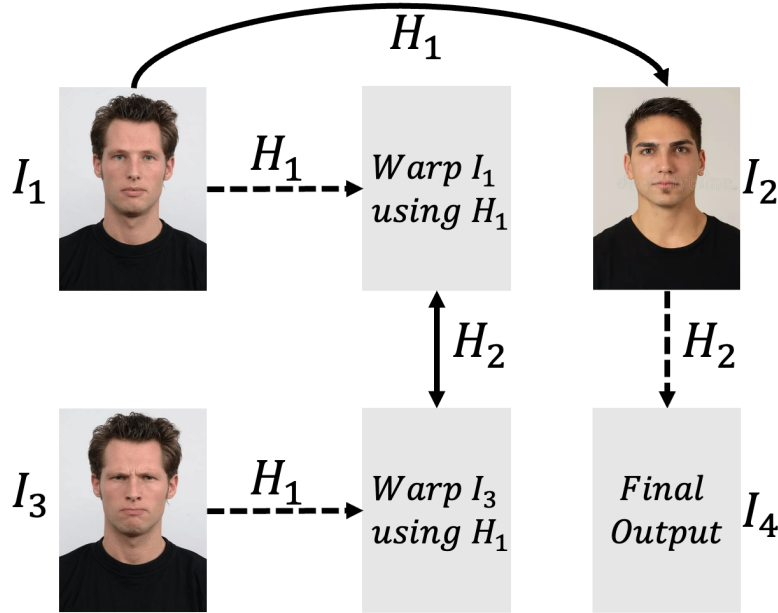 H₁
I₁
H₁
Warp I₁
using H₁
I₂
H₂
H₂
I₃
H₁
Warp I₃
using H₁
Final
Output
I₄